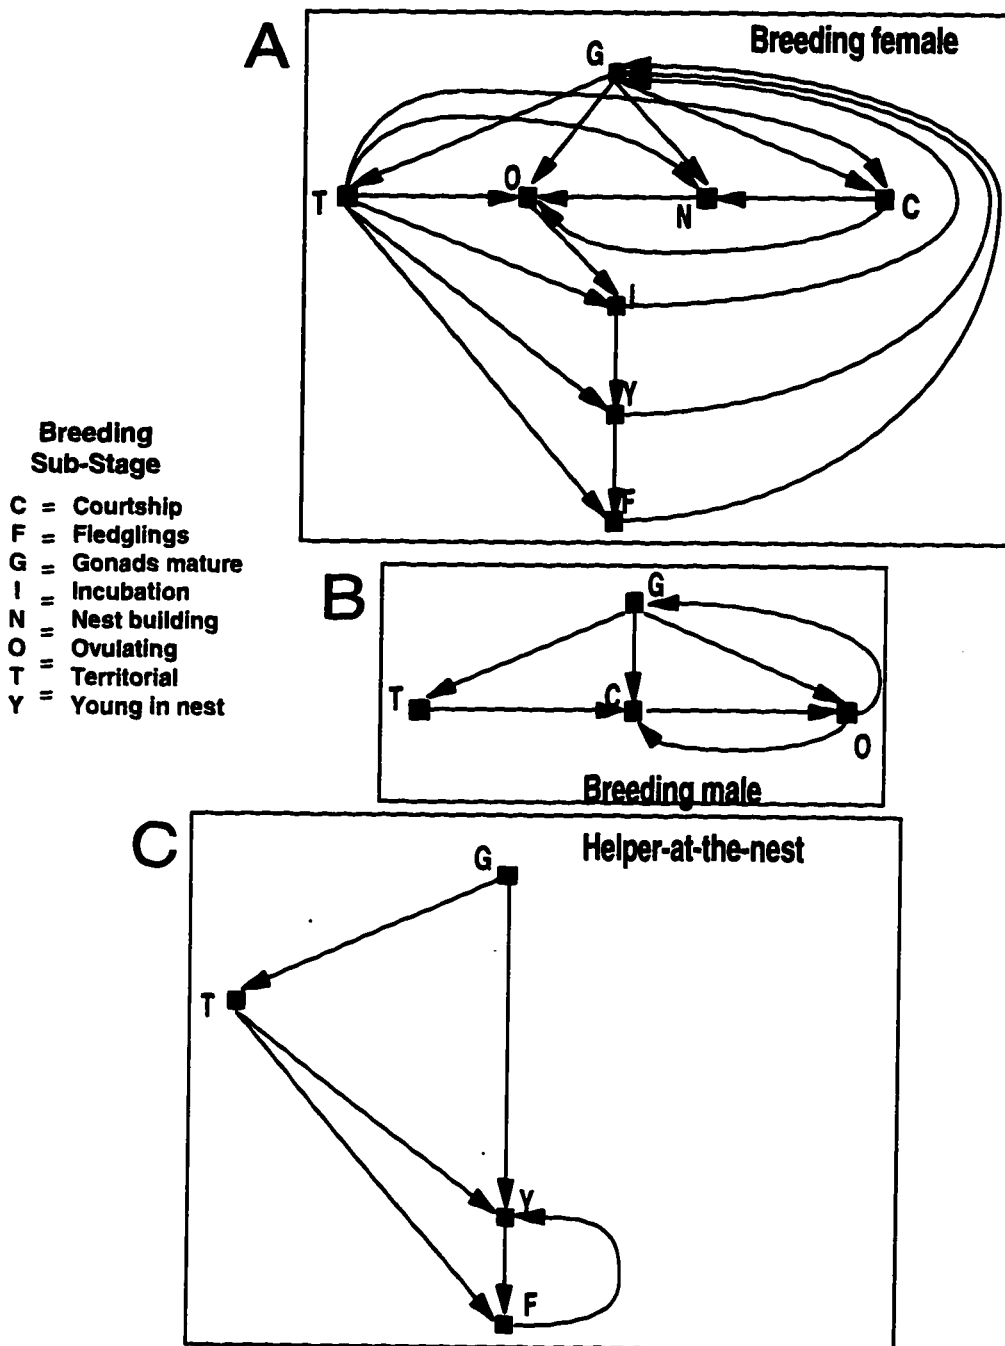 A
Breeding female
G
T
O
N
C
I
Y
F
Breeding
Sub-Stage
C = Courtship
F = Fledglings
G = Gonads mature
I = Incubation
N = Nest building
O = Ovulating
T = Territorial
Y = Young in nest
B
G
T
C
O
Breeding male
C
Helper-at-the-nest
G
T
Y
F